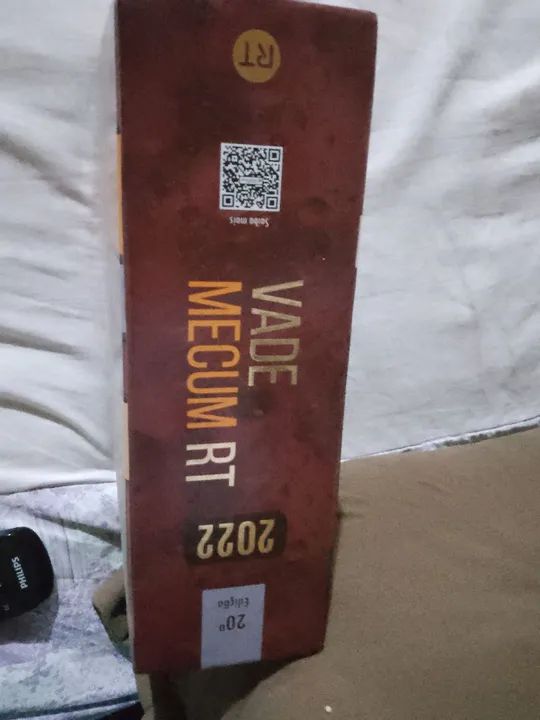 VADE
MECUM RT
2022
20ª
Edição
Saiba mais
RT
PHILIPS